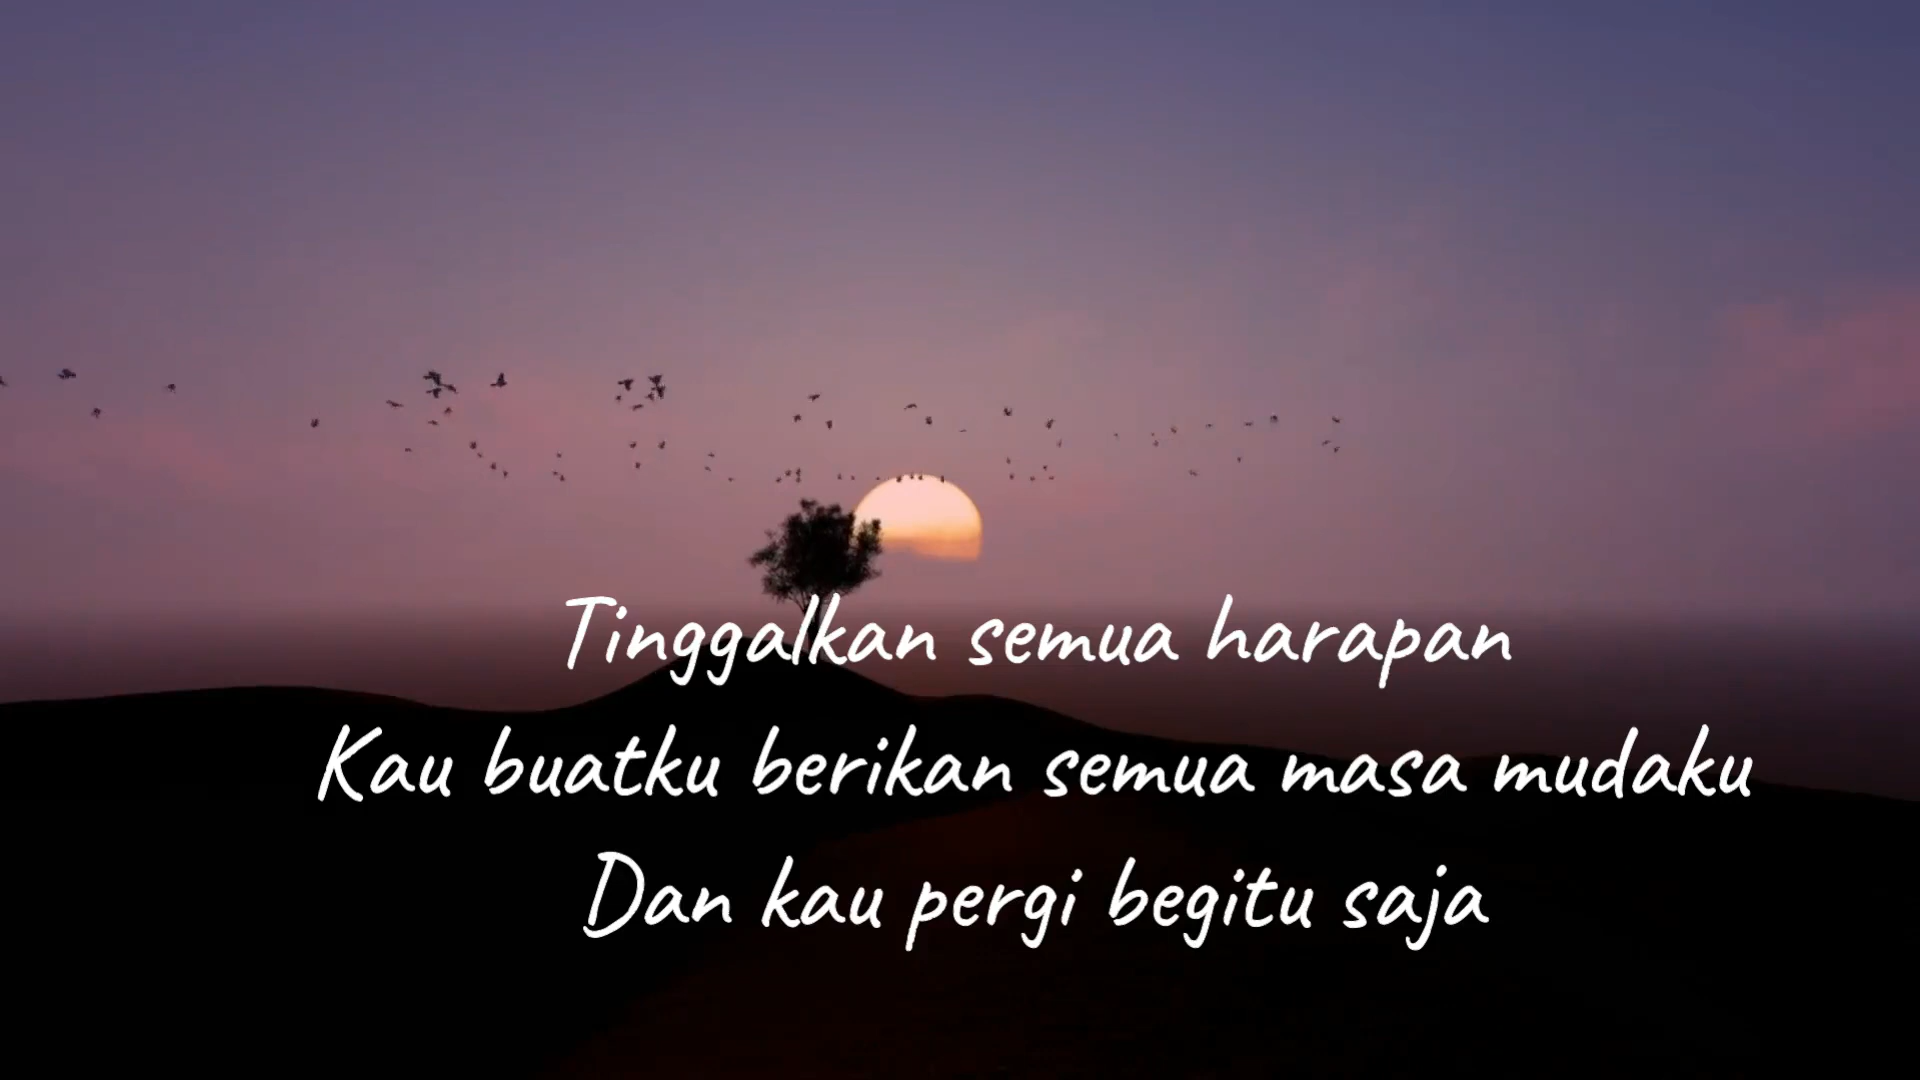 Tinggalkan semua harapan
Kau buatku berikan semua masa mudaku
Dan kau pergi begitu saja